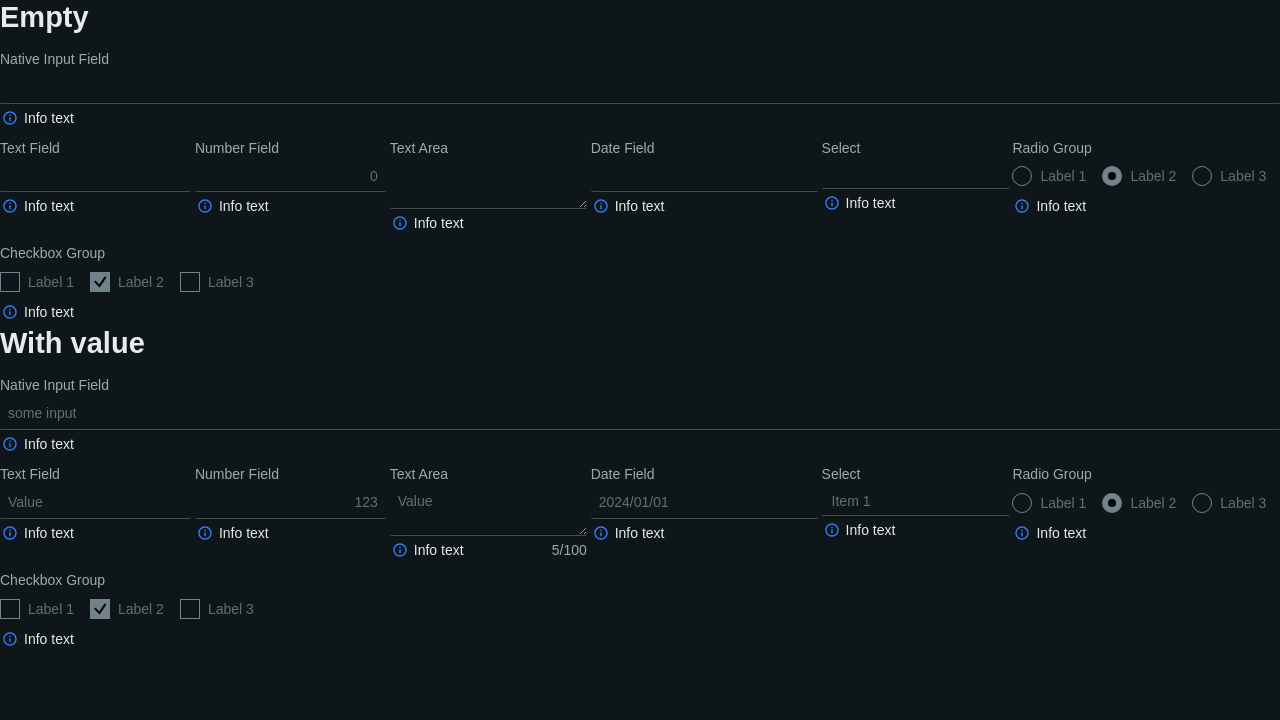 Empty
Native Input Field
Info text
Text Field Number Field Text Area Date Field Select Radio Group
0 Label 1 Label 2 Label 3
Info text Info text Info text Info text Info text Info text
Checkbox Group
Label 1 Label 2 Label 3
Info text
With value
Native Input Field
some input
Info text
Text Field Number Field Text Area Date Field Select Radio Group
Value 123 Value 2024/01/01 Item 1 Label 1 Label 2 Label 3
Info text Info text Info text 5/100 Info text Info text Info text
Checkbox Group
Label 1 Label 2 Label 3
Info text